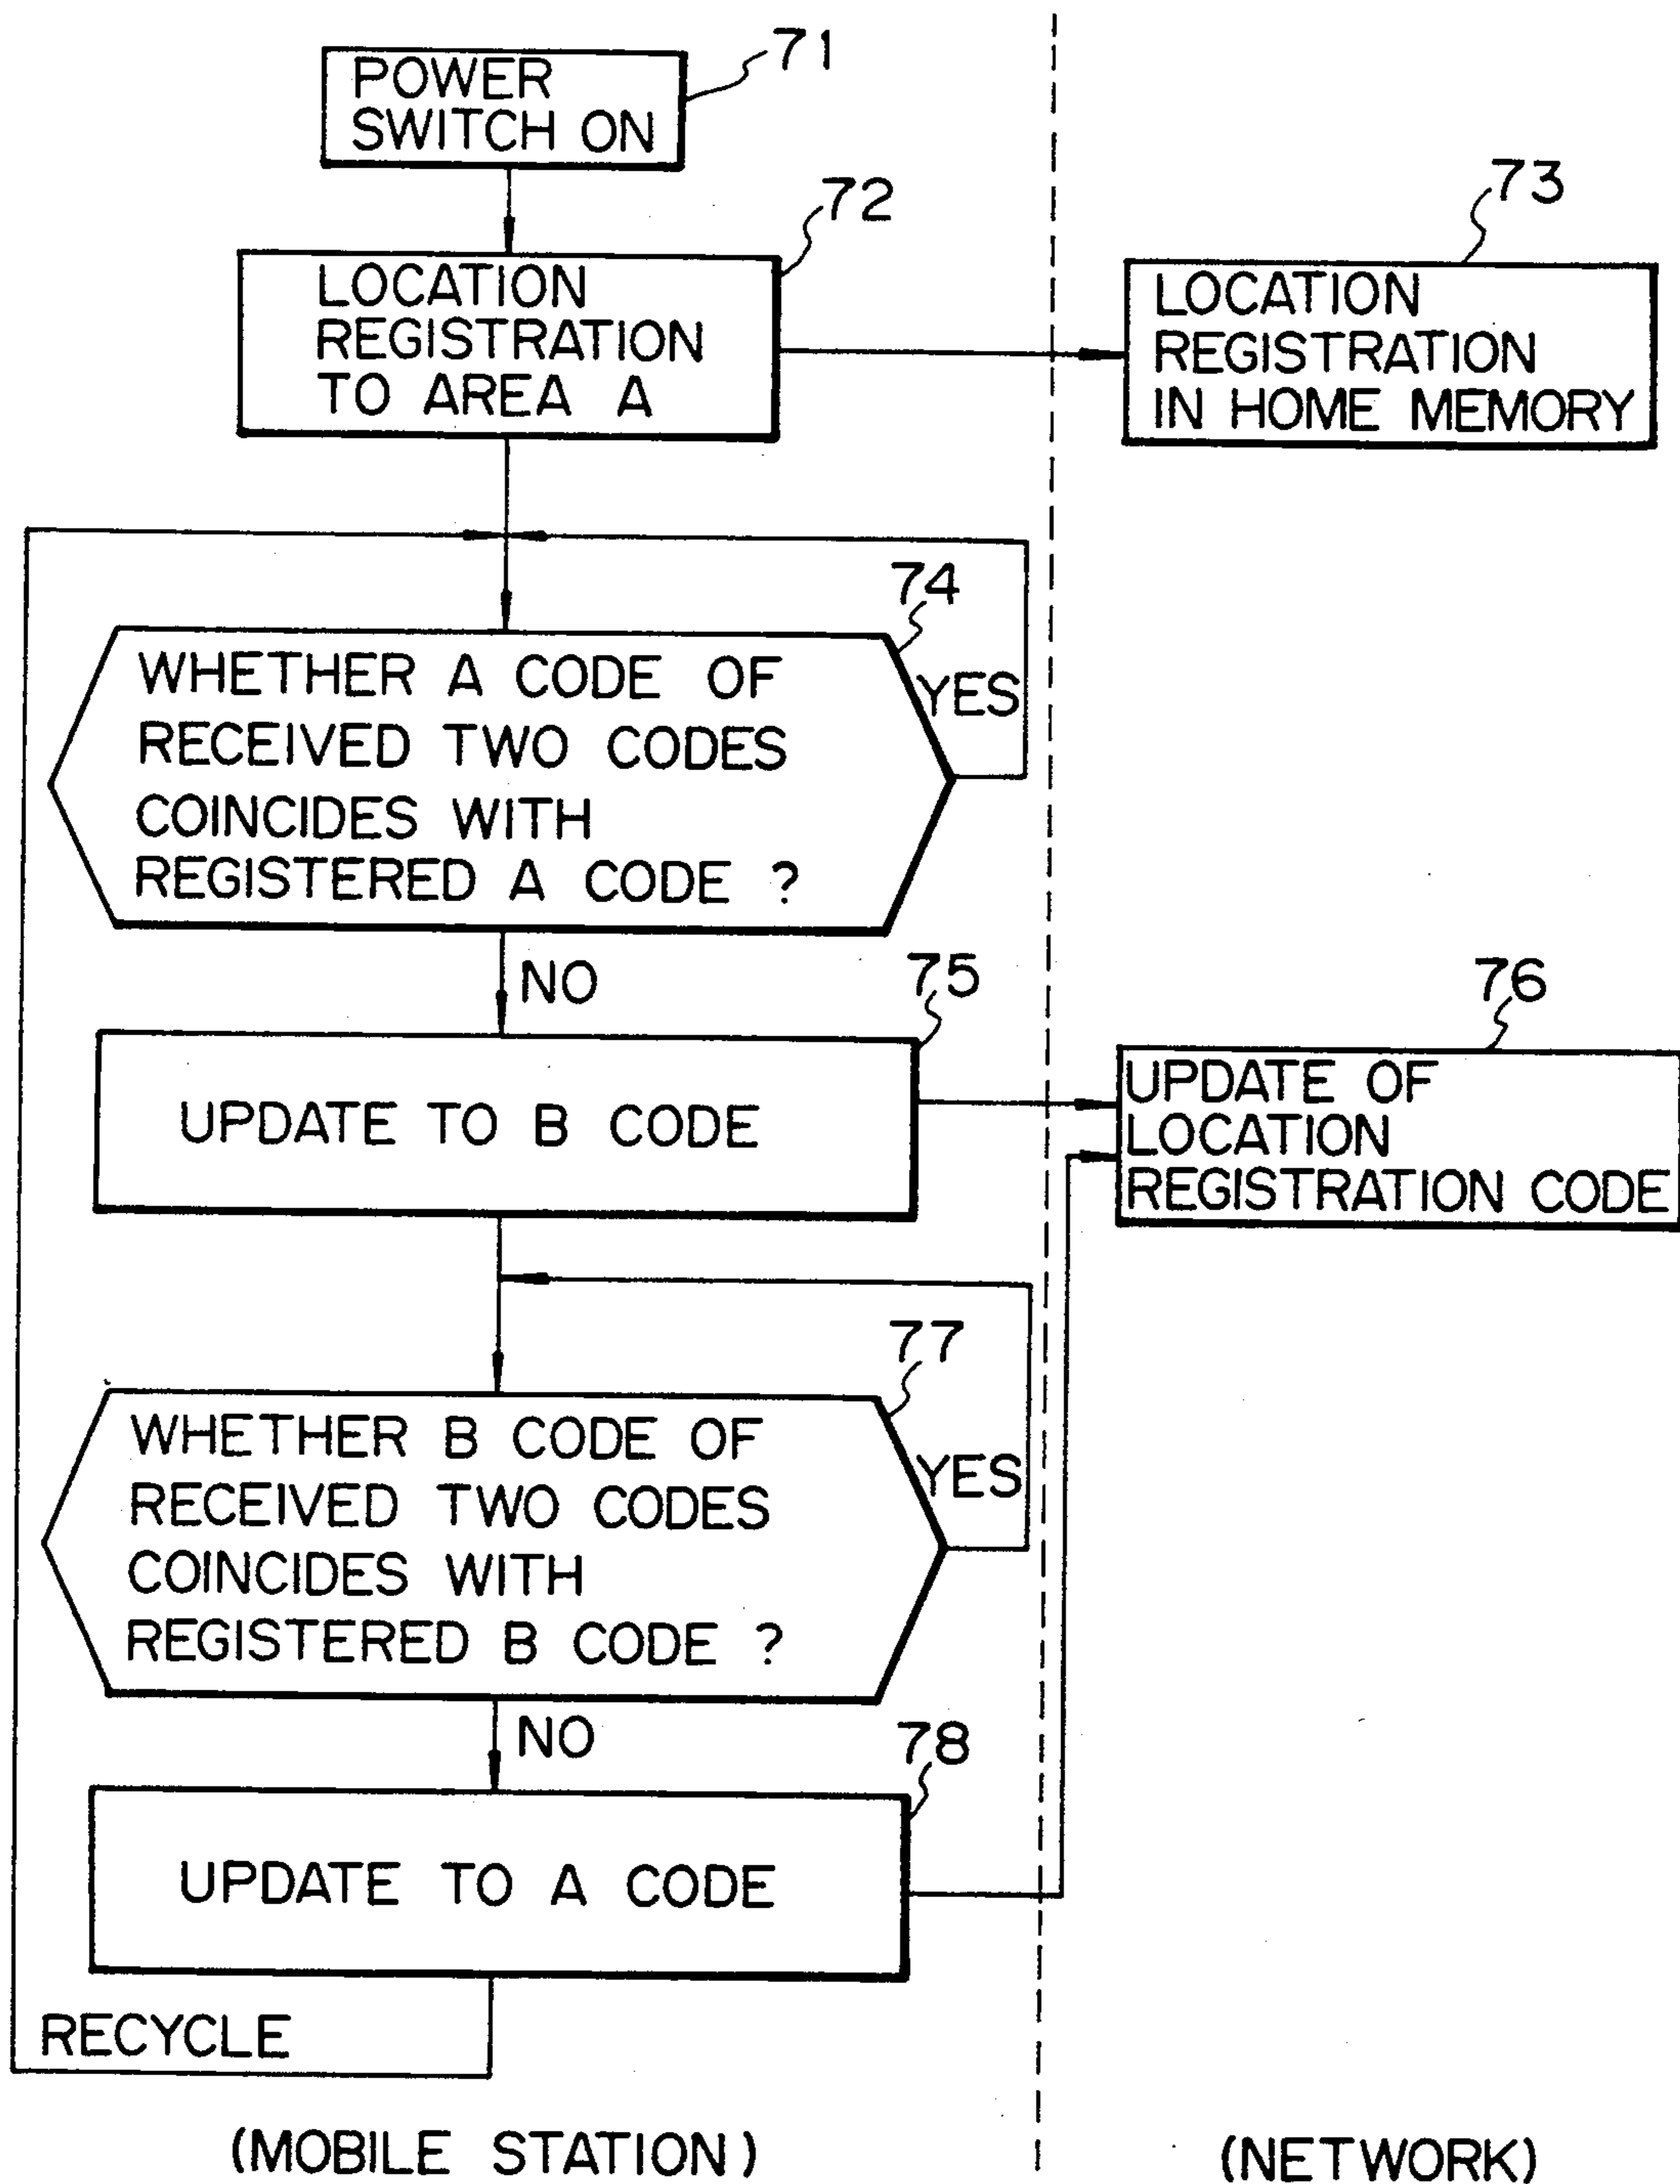 71
POWER
SWITCH ON
72
LOCATION
REGISTRATION
TO AREA A
73
LOCATION
REGISTRATION
IN HOME MEMORY
74
WHETHER A CODE OF
RECEIVED TWO CODES
COINCIDES WITH
REGISTERED A CODE ?
YES
NO
75
UPDATE TO B CODE
76
UPDATE OF
LOCATION
REGISTRATION CODE
77
WHETHER B CODE OF
RECEIVED TWO CODES
COINCIDES WITH
REGISTERED B CODE ?
YES
NO
78
UPDATE TO A CODE
RECYCLE
(MOBILE STATION)
(NETWORK)